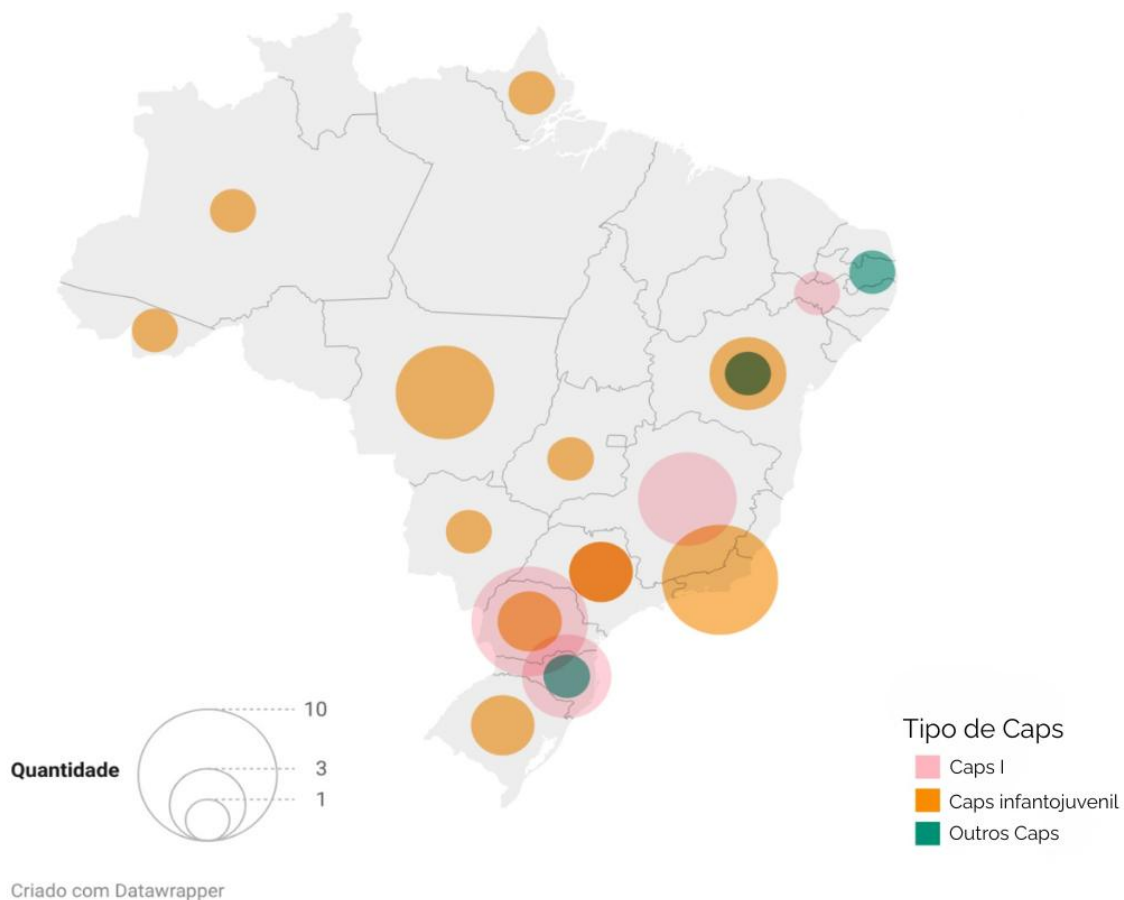 10
Quantidade
3
1
Tipo de Caps
Caps I
Caps infantojuvenil
Outros Caps
Criado com Datawrapper